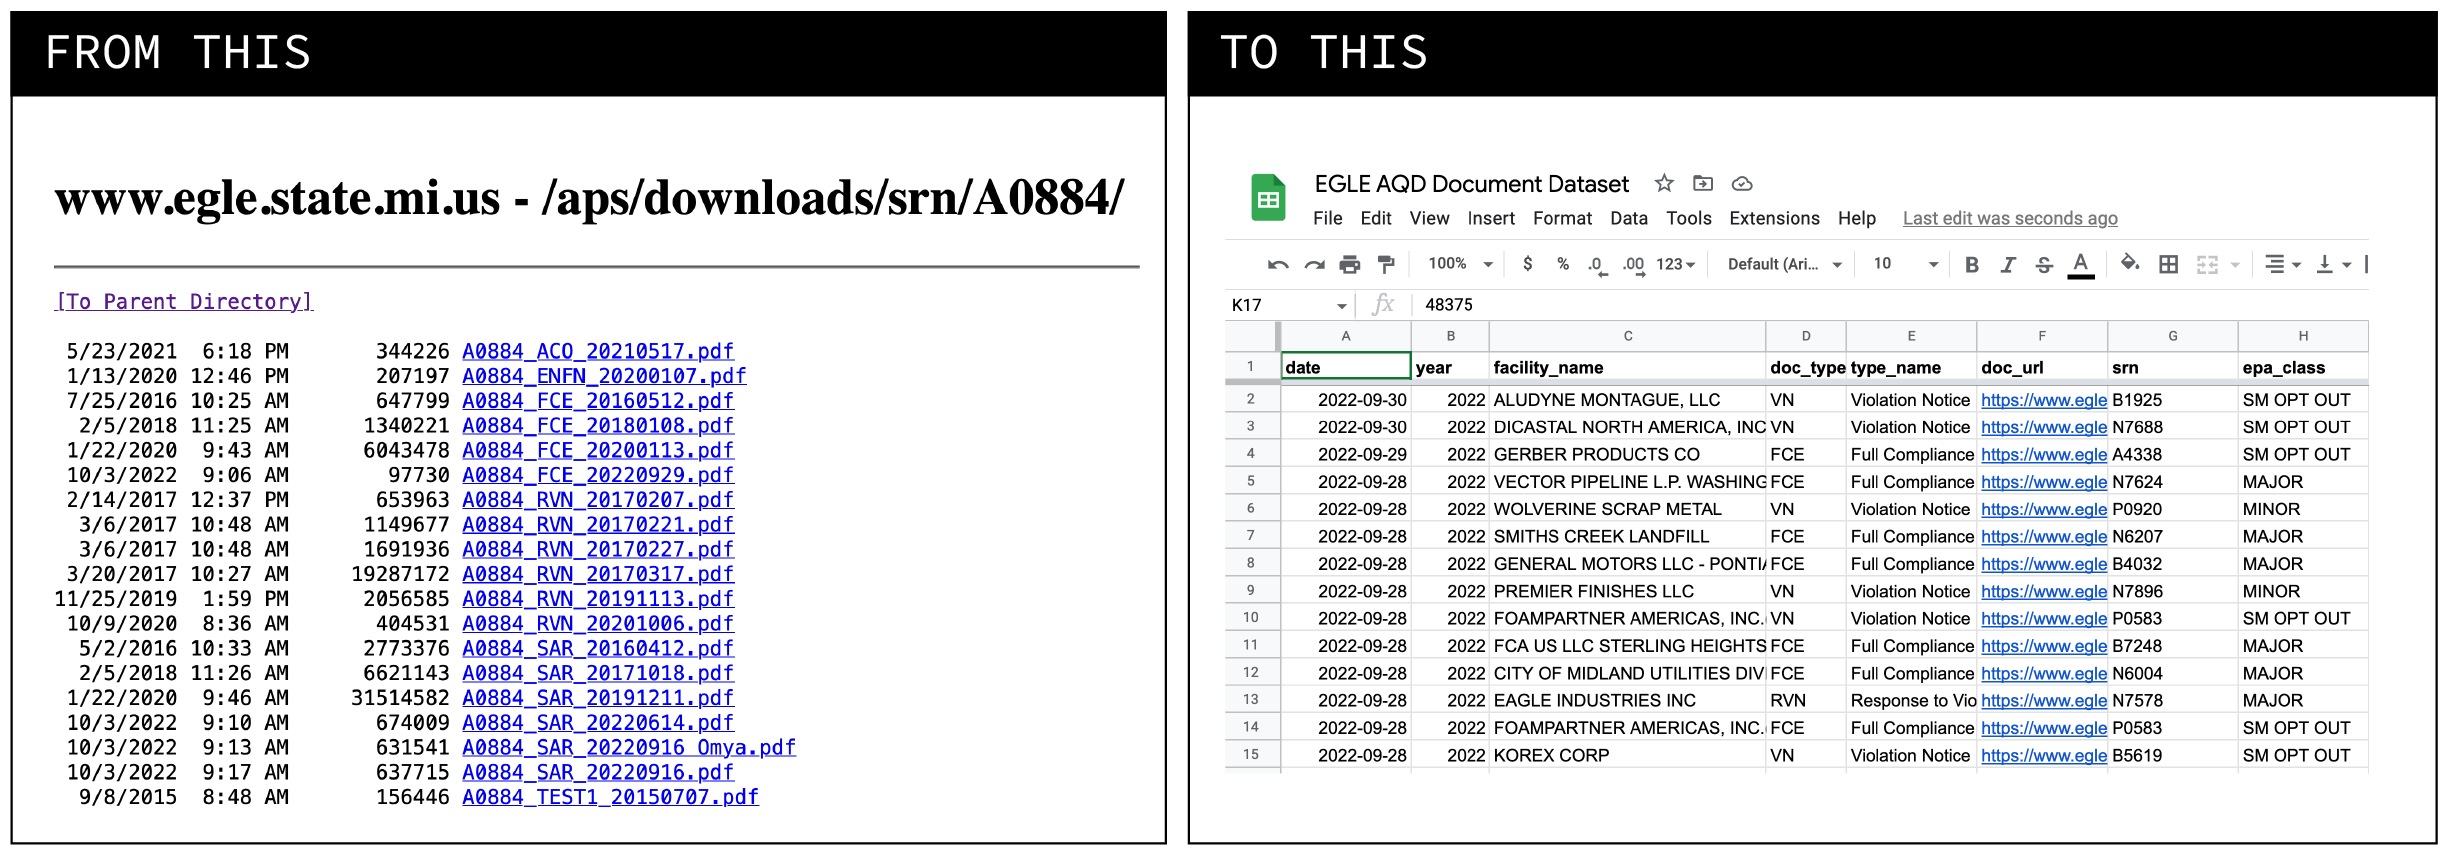 FROM THIS
www.egle.state.mi.us - /aps/downloads/srn/A0884/
[To Parent Directory]
5/23/2021 6:18 PM 344226 A0884_ACO_20210517.pdf
1/13/2020 12:46 PM 207197 A0884_ENFN_20200107.pdf
7/25/2016 10:25 AM 647799 A0884_FCE_20160512.pdf
2/5/2018 11:25 AM 1340221 A0884_FCE_20180108.pdf
1/22/2020 9:43 AM 6043478 A0884_FCE_20200113.pdf
10/3/2022 9:06 AM 97730 A0884_FCE_20220929.pdf
2/14/2017 12:37 PM 653963 A0884_RVN_20170207.pdf
3/6/2017 10:48 AM 1149677 A0884_RVN_20170221.pdf
3/6/2017 10:48 AM 1691936 A0884_RVN_20170227.pdf
3/20/2017 10:27 AM 19287172 A0884_RVN_20170317.pdf
11/25/2019 1:59 PM 2056585 A0884_RVN_20191113.pdf
10/9/2020 8:36 AM 404531 A0884_RVN_20201006.pdf
5/2/2016 10:33 AM 2773376 A0884_SAR_20160412.pdf
2/5/2018 11:26 AM 6621143 A0884_SAR_20171018.pdf
1/22/2020 9:46 AM 31514582 A0884_SAR_20191211.pdf
10/3/2022 9:10 AM 674009 A0884_SAR_20220614.pdf
10/3/2022 9:13 AM 631541 A0884_SAR_20220916 Omya.pdf
10/3/2022 9:17 AM 637715 A0884_SAR_20220916.pdf
9/8/2015 8:48 AM 156446 A0884_TEST1_20150707.pdf
TO THIS
EGLE AQD Document Dataset
File Edit View Insert Format Data Tools Extensions Help Last edit was seconds ago
100% $ % .0 .00 123 Default (Ari... 10 B I S A
K17 fx 48375
A B C D E F G H
1 date year facility_name doc_type type_name doc_url srn epa_class
2 2022-09-30 2022 ALUDYNE MONTAGUE, LLC VN Violation Notice https://www.egle B1925 SM OPT OUT
3 2022-09-30 2022 DICASTAL NORTH AMERICA, INC VN Violation Notice https://www.egle N7688 SM OPT OUT
4 2022-09-29 2022 GERBER PRODUCTS CO FCE Full Compliance https://www.egle A4338 SM OPT OUT
5 2022-09-28 2022 VECTOR PIPELINE L.P. WASHING FCE Full Compliance https://www.egle N7624 MAJOR
6 2022-09-28 2022 WOLVERINE SCRAP METAL VN Violation Notice https://www.egle P0920 MINOR
7 2022-09-28 2022 SMITHS CREEK LANDFILL FCE Full Compliance https://www.egle N6207 MAJOR
8 2022-09-28 2022 GENERAL MOTORS LLC - PONTIA FCE Full Compliance https://www.egle B4032 MAJOR
9 2022-09-28 2022 PREMIER FINISHES LLC VN Violation Notice https://www.egle N7896 MINOR
10 2022-09-28 2022 FOAMPARTNER AMERICAS, INC. VN Violation Notice https://www.egle P0583 SM OPT OUT
11 2022-09-28 2022 FCA US LLC STERLING HEIGHTS FCE Full Compliance https://www.egle B7248 MAJOR
12 2022-09-28 2022 CITY OF MIDLAND UTILITIES DIVI FCE Full Compliance https://www.egle N6004 MAJOR
13 2022-09-28 2022 EAGLE INDUSTRIES INC RVN Response to Vio https://www.egle N7578 MAJOR
14 2022-09-28 2022 FOAMPARTNER AMERICAS, INC. FCE Full Compliance https://www.egle P0583 SM OPT OUT
15 2022-09-28 2022 KOREX CORP VN Violation Notice https://www.egle B5619 SM OPT OUT